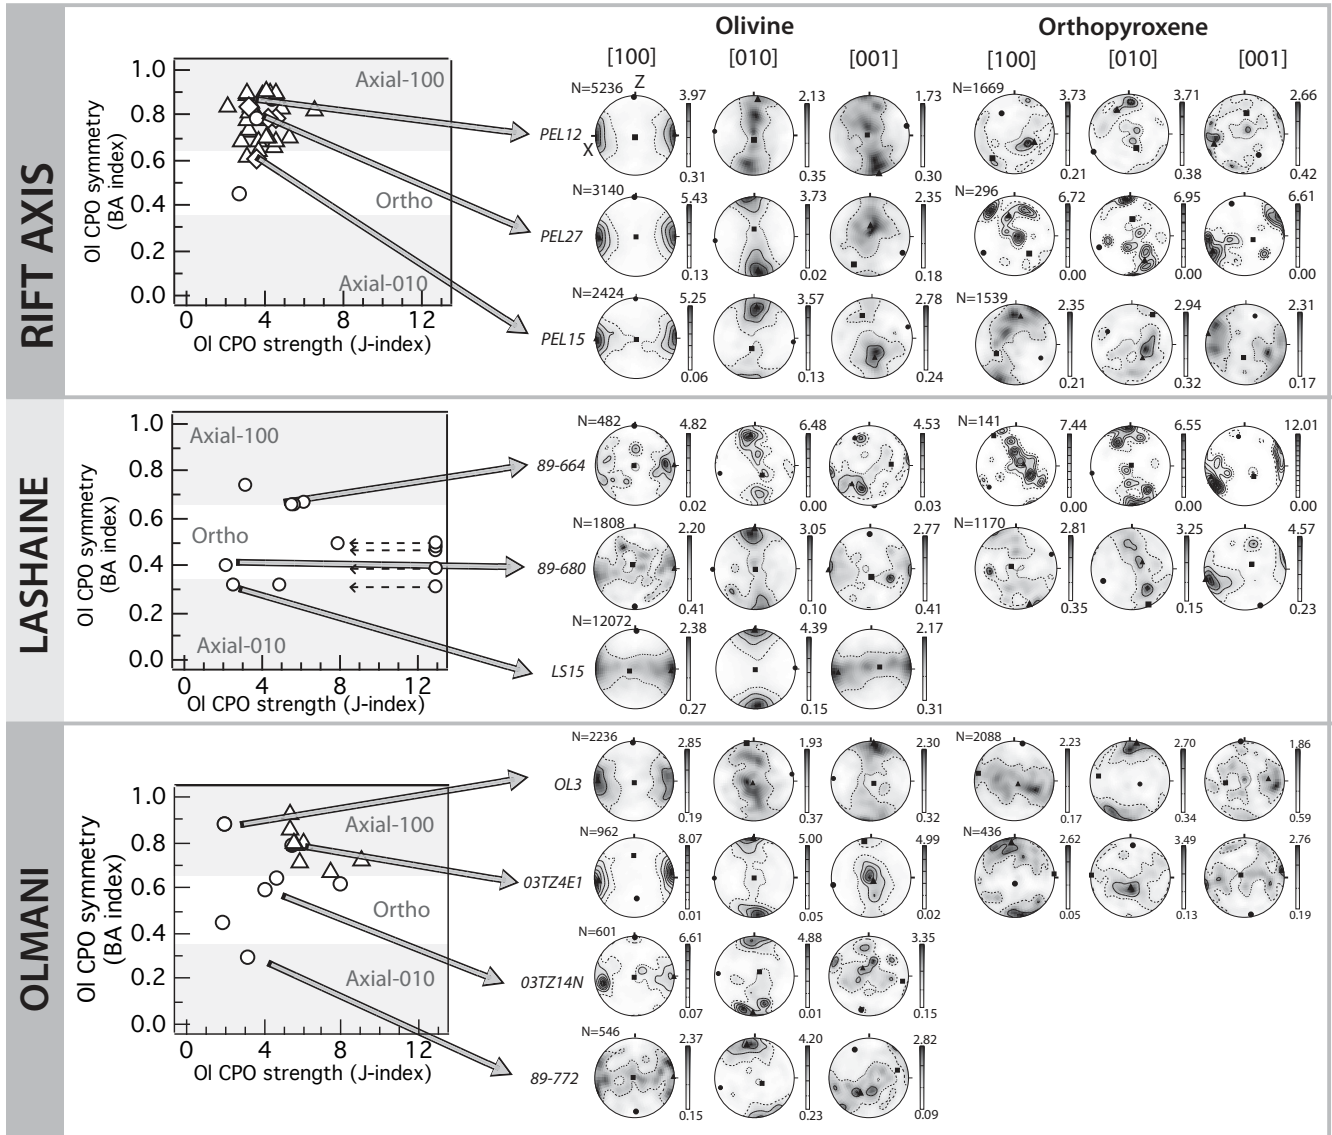 Olivine
Orthopyroxene
[100]
[010]
[001]
[100]
[010]
[001]
RIFT AXIS
Ol CPO symmetry
(BA index)
1.0
0.8
0.6
0.4
0.2
0.0
Axial-100
Ortho
Axial-010
0
4
8
12
Ol CPO strength (J-index)
Z
X
N=5236
PEL12
3.97
0.31
2.13
0.35
1.73
0.30
N=1669
3.73
0.21
3.71
0.38
2.66
0.42
N=3140
PEL27
5.43
0.13
3.73
0.02
2.35
0.18
N=296
6.72
0.00
6.95
0.00
6.61
0.00
N=2424
PEL15
5.25
0.06
3.57
0.13
2.78
0.24
N=1539
2.35
0.21
2.94
0.32
2.31
0.17
LASHAINE
Ol CPO symmetry
(BA index)
1.0
0.8
0.6
0.4
0.2
0.0
Axial-100
Ortho
Axial-010
0
4
8
12
Ol CPO strength (J-index)
N=482
89-664
4.82
0.02
6.48
0.00
4.53
0.03
N=141
7.44
0.00
6.55
0.00
12.01
0.00
N=1808
89-680
2.20
0.41
3.05
0.10
2.77
0.41
N=1170
2.81
0.35
3.25
0.15
4.57
0.23
N=12072
LS15
2.38
0.27
4.39
0.15
2.17
0.31
OLMANI
Ol CPO symmetry
(BA index)
1.0
0.8
0.6
0.4
0.2
0.0
Axial-100
Ortho
Axial-010
0
4
8
12
Ol CPO strength (J-index)
N=2236
OL3
2.85
0.19
1.93
0.37
2.30
0.32
N=2088
2.23
0.17
2.70
0.34
1.86
0.59
N=962
03TZ4E1
8.07
0.01
5.00
0.05
4.99
0.02
N=436
2.62
0.05
3.49
0.13
2.76
0.19
N=601
03TZ14N
6.61
0.07
4.88
0.01
3.35
0.15
N=546
89-772
2.37
0.15
4.20
0.23
2.82
0.09